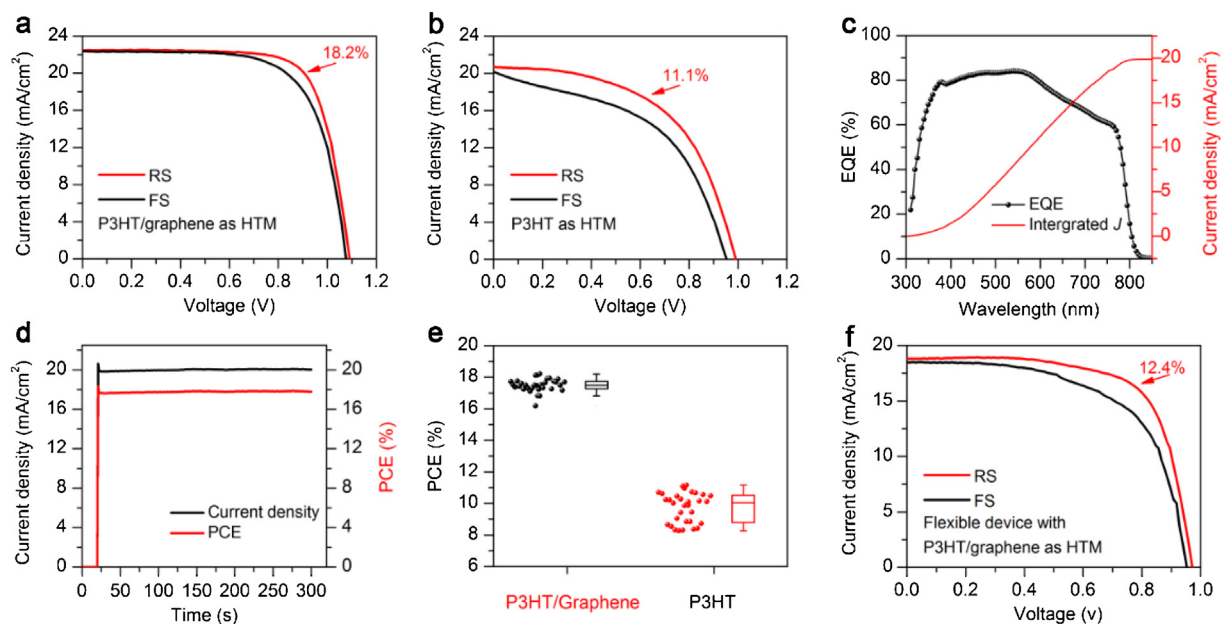 a
Current density (mA/cm²)
24
20
16
12
8
4
0
18.2%
RS
FS
P3HT/graphene as HTM
0.0 0.2 0.4 0.6 0.8 1.0 1.2
Voltage (V)
b
Current density (mA/cm²)
24
20
16
12
8
4
0
11.1%
RS
FS
P3HT as HTM
0.0 0.2 0.4 0.6 0.8 1.0 1.2
Voltage (V)
c
EQE (%)
100
80
60
40
20
0
EQE
Intergrated J
20
15
10
5
0
Current density (mA/cm²)
300 400 500 600 700 800
Wavelength (nm)
d
Current density (mA/cm²)
20
16
12
8
4
0
Current density
PCE
20
16
12
8
4
0
PCE (%)
0 50 100 150 200 250 300
Time (s)
e
PCE (%)
20
18
16
14
12
10
8
6
P3HT/Graphene P3HT
f
Current density (mA/cm²)
20
15
10
5
0
12.4%
RS
FS
Flexible device with
P3HT/graphene as HTM
0.0 0.2 0.4 0.6 0.8 1.0
Voltage (v)